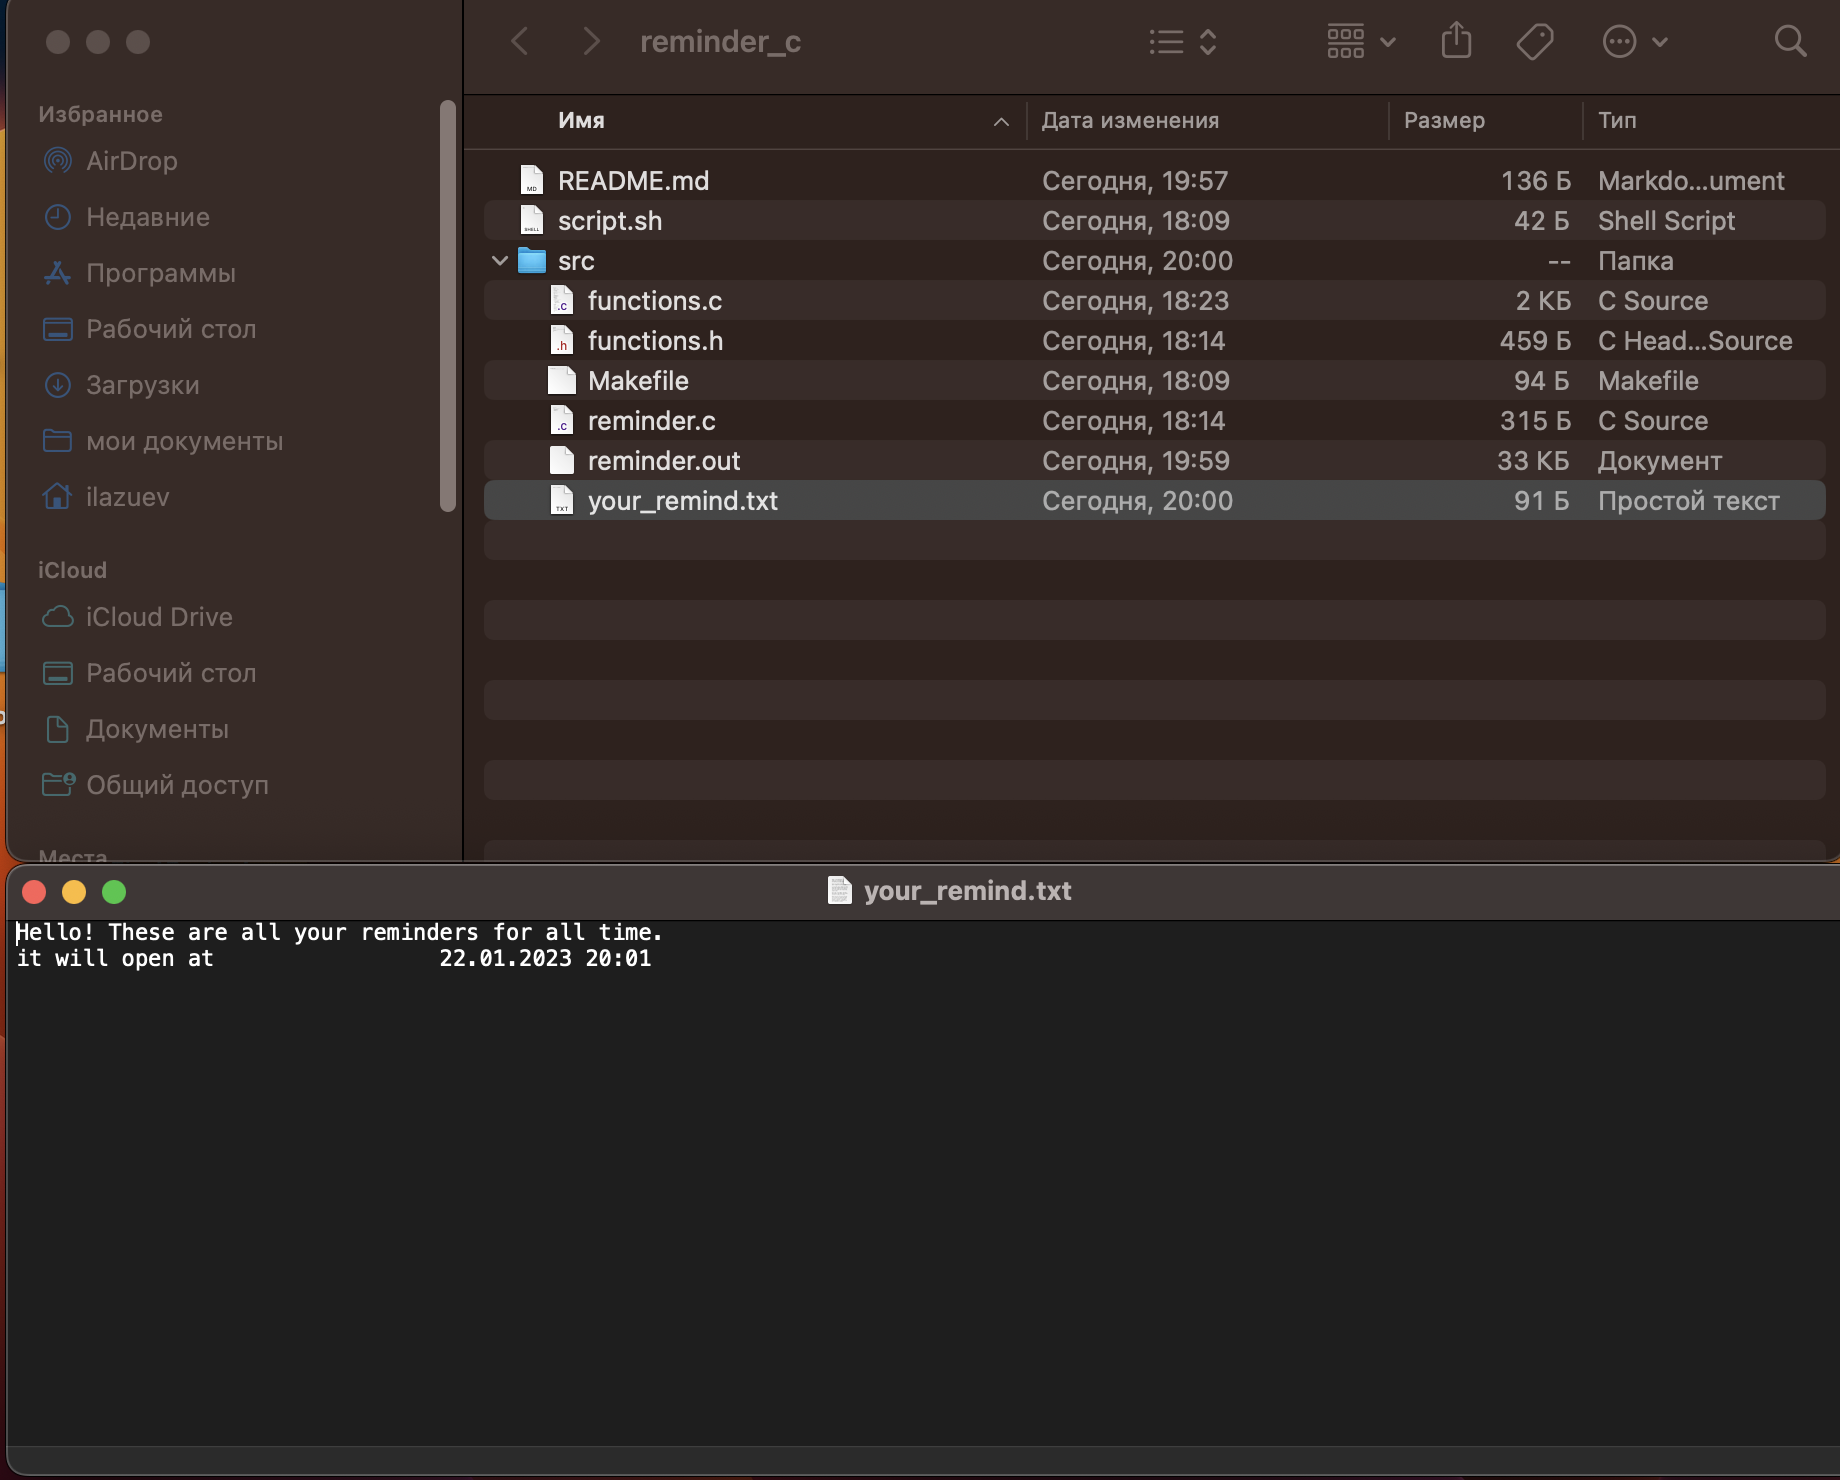 reminder_c
Избранное
AirDrop
Недавние
Программы
Рабочий стол
Загрузки
мои документы
ilazuev
iCloud
iCloud Drive
Рабочий стол
Документы
Общий доступ
Места
Имя Дата изменения Размер Тип
README.md Сегодня, 19:57 136 Б Markdo...ument
script.sh Сегодня, 18:09 42 Б Shell Script
src Сегодня, 20:00 -- Папка
functions.c Сегодня, 18:23 2 КБ C Source
functions.h Сегодня, 18:14 459 Б C Head...Source
Makefile Сегодня, 18:09 94 Б Makefile
reminder.c Сегодня, 18:14 315 Б C Source
reminder.out Сегодня, 19:59 33 КБ Документ
your_remind.txt Сегодня, 20:00 91 Б Простой текст
your_remind.txt
Hello! These are all your reminders for all time.
it will open at 22.01.2023 20:01